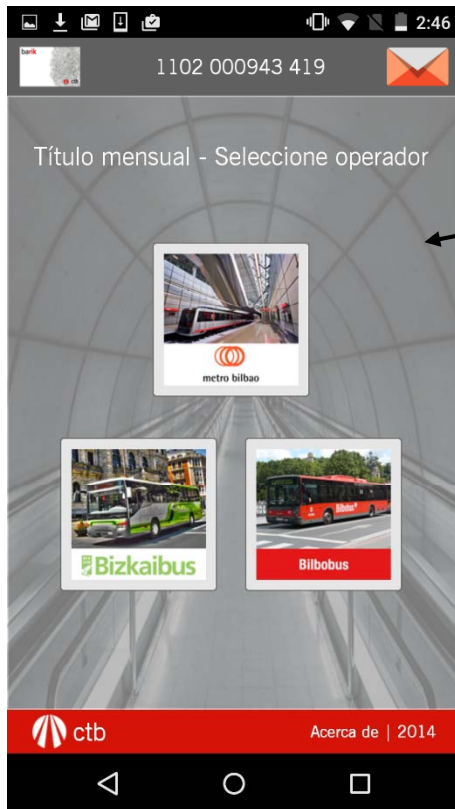 2:46
barik
ctb
1102 000943 419
Título mensual - Seleccione operador
metro bilbao
Bizkaibus
Bilbobus
Bilbobus
ctb
Acerca de | 2014